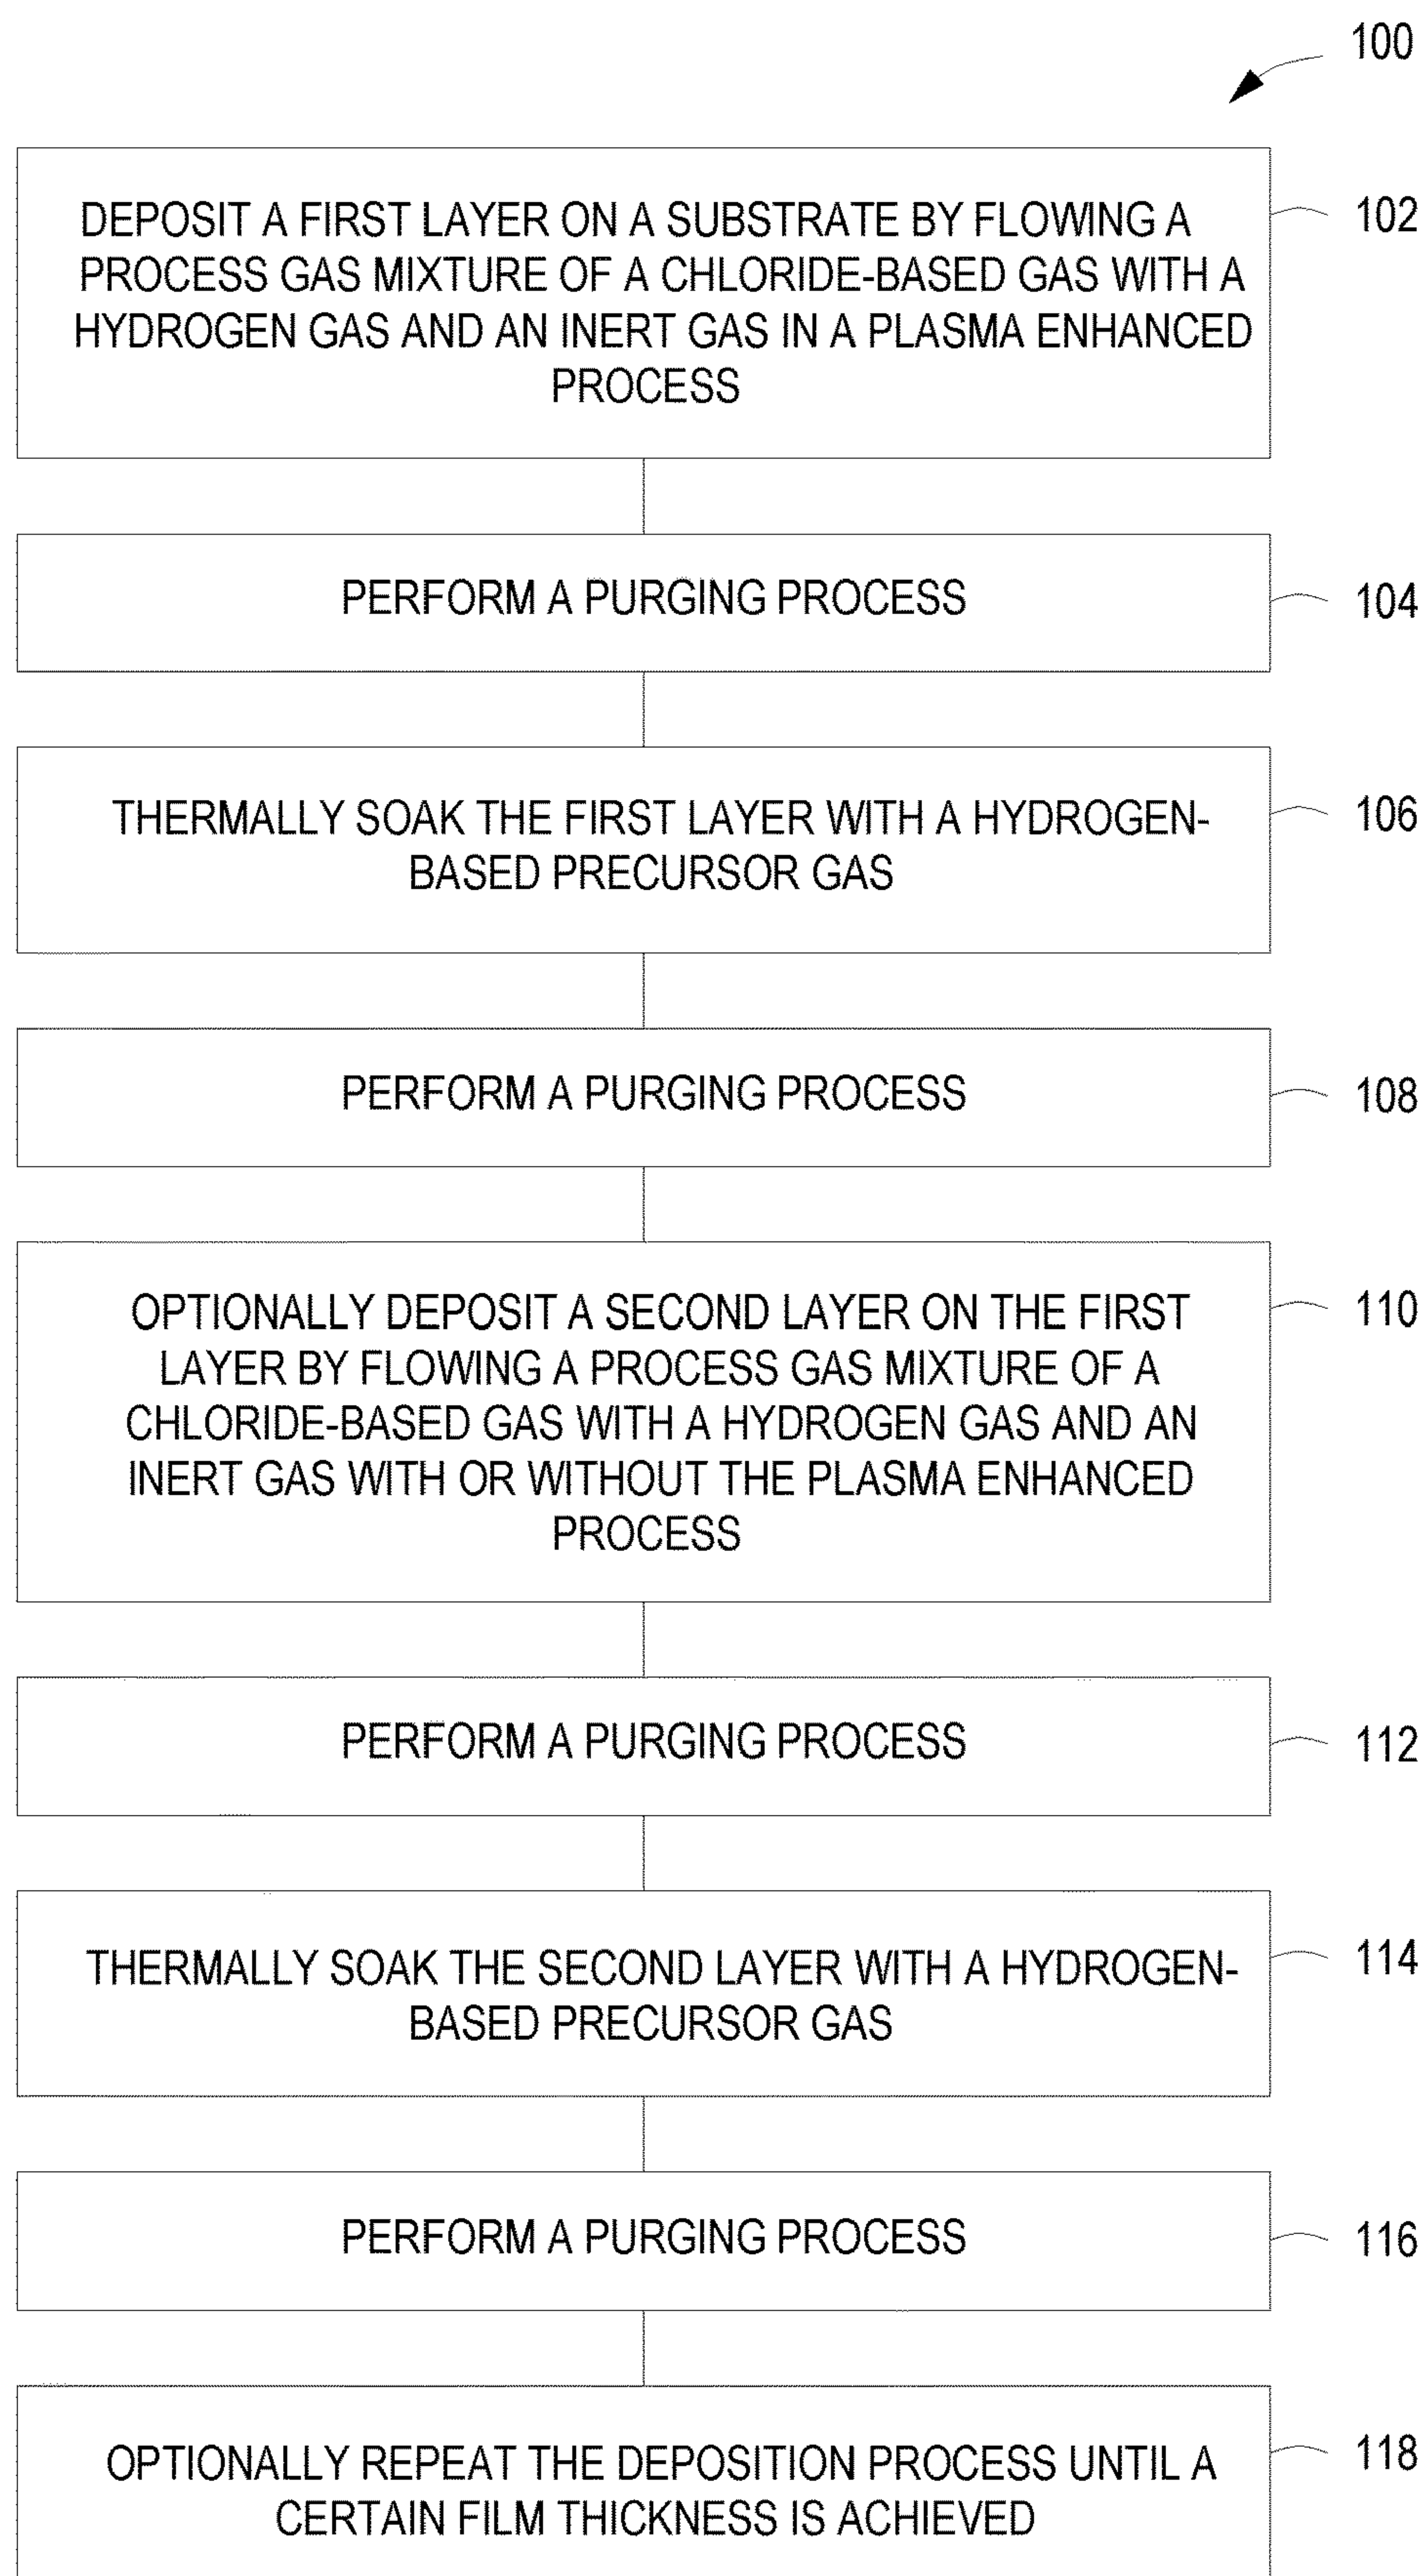 100
DEPOSIT A FIRST LAYER ON A SUBSTRATE BY FLOWING A
PROCESS GAS MIXTURE OF A CHLORIDE-BASED GAS WITH A
HYDROGEN GAS AND AN INERT GAS IN A PLASMA ENHANCED
PROCESS
102
PERFORM A PURGING PROCESS
104
THERMALLY SOAK THE FIRST LAYER WITH A HYDROGEN-
BASED PRECURSOR GAS
106
PERFORM A PURGING PROCESS
108
OPTIONALLY DEPOSIT A SECOND LAYER ON THE FIRST
LAYER BY FLOWING A PROCESS GAS MIXTURE OF A
CHLORIDE-BASED GAS WITH A HYDROGEN GAS AND AN
INERT GAS WITH OR WITHOUT THE PLASMA ENHANCED
PROCESS
110
PERFORM A PURGING PROCESS
112
THERMALLY SOAK THE SECOND LAYER WITH A HYDROGEN-
BASED PRECURSOR GAS
114
PERFORM A PURGING PROCESS
116
OPTIONALLY REPEAT THE DEPOSITION PROCESS UNTIL A
CERTAIN FILM THICKNESS IS ACHIEVED
118